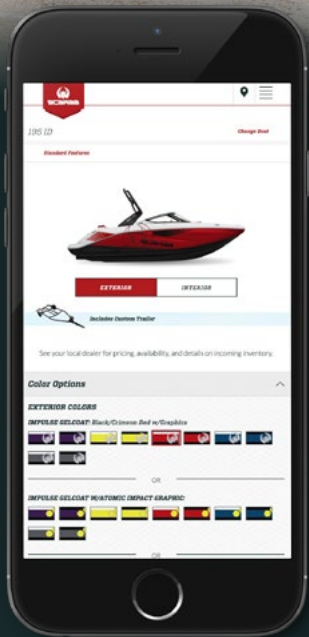 SCARAB
195 ID
Change Boat
Standard Features
EXTERIOR
INTERIOR
Includes Custom Trailer
See your local dealer for pricing, availability, and details on incoming inventory.
Color Options
EXTERIOR COLORS
IMPULSE GELCOAT: Black/Crimson Red w/Graphics
OR
IMPULSE GELCOAT W/ATOMIC IMPACT GRAPHIC:
OR